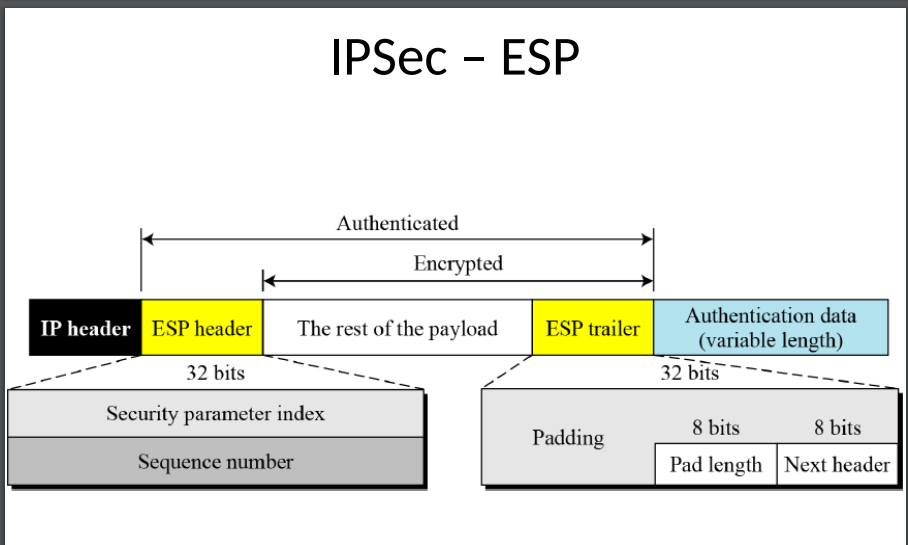 IPSec – ESP
Authenticated
Encrypted
IP header
ESP header
The rest of the payload
ESP trailer
Authentication data
(variable length)
32 bits
Security parameter index
Sequence number
32 bits
Padding
8 bits
8 bits
Pad length
Next header